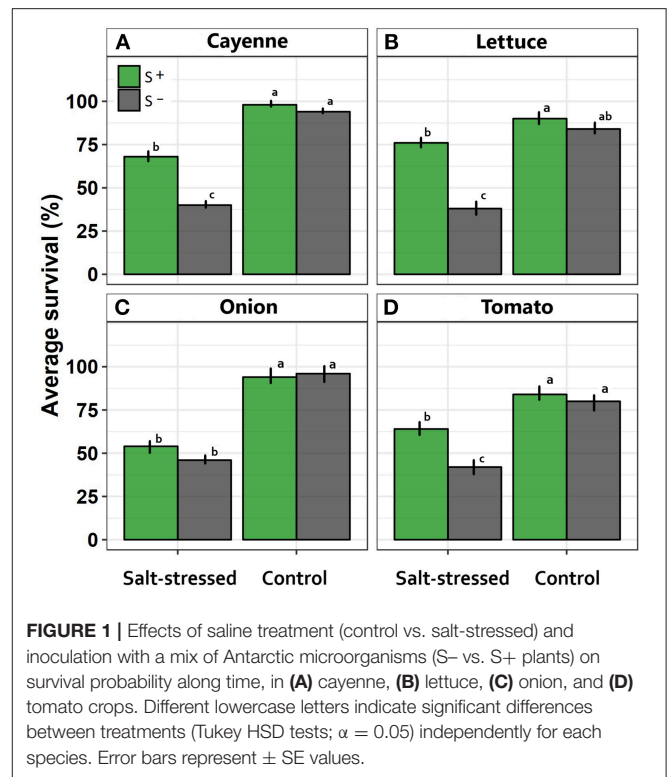 A Cayenne
S+
S−
a
a
b
c
B Lettuce
a
ab
b
c
100
75
50
25
0
C Onion
a
a
b
b
D Tomato
a
a
b
c
100
75
50
25
0
Average survival (%)
Salt-stressed Control Salt-stressed Control
FIGURE 1 | Effects of saline treatment (control vs. salt-stressed) and
inoculation with a mix of Antarctic microorganisms (S– vs. S+ plants) on
survival probability along time, in (A) cayenne, (B) lettuce, (C) onion, and (D)
tomato crops. Different lowercase letters indicate significant differences
between treatments (Tukey HSD tests; α = 0.05) independently for each
species. Error bars represent ± SE values.